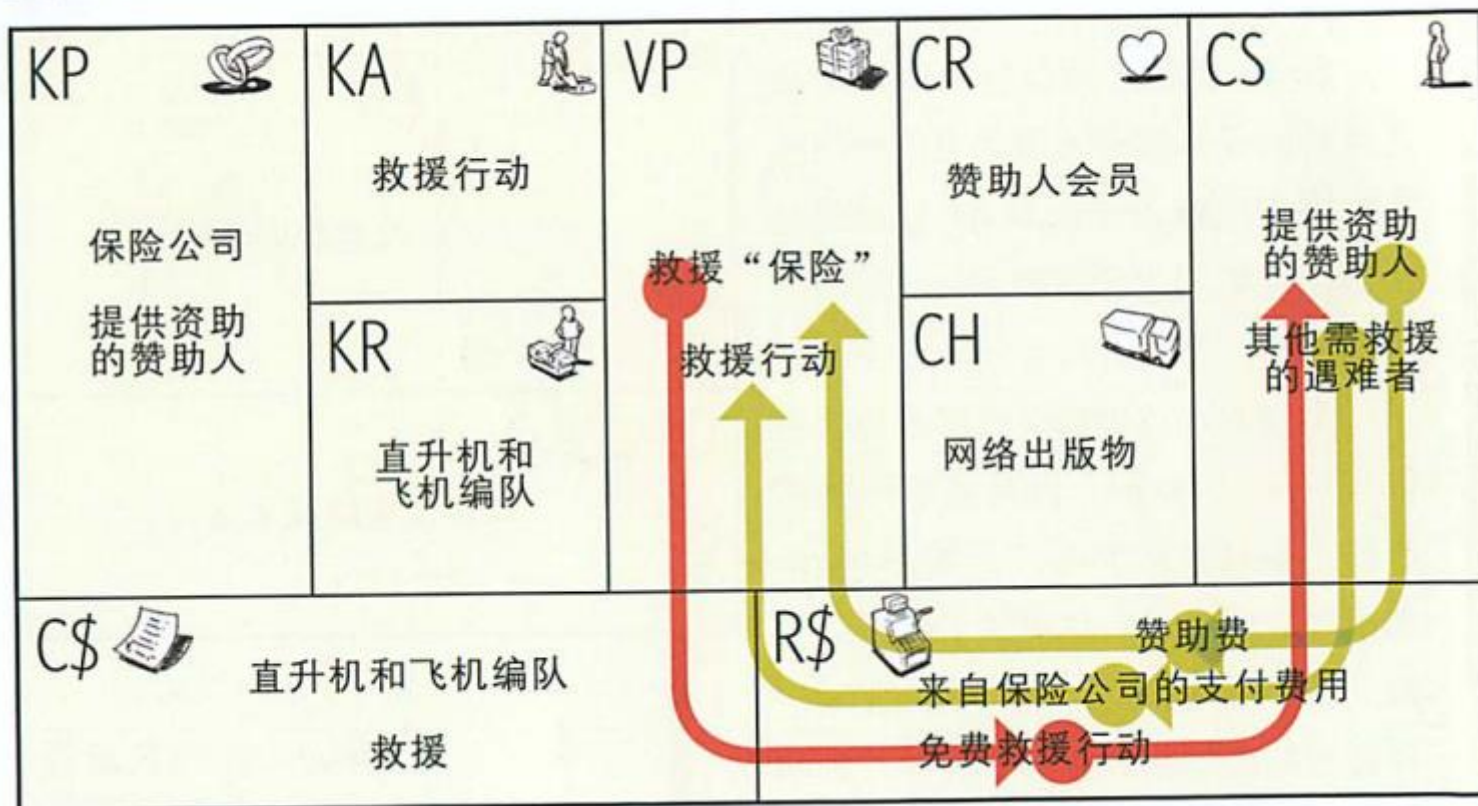 KP
保险公司
提供资助
的赞助人
KA
救援行动
KR
直升机和
飞机编队
VP
救援“保险”
救援行动
CR
赞助人会员
CH
网络出版物
CS
提供资助
的赞助人
其他需救援
的遇难者
C$
直升机和飞机编队
救援
R$
赞助费
来自保险公司的支付费用
免费救援行动